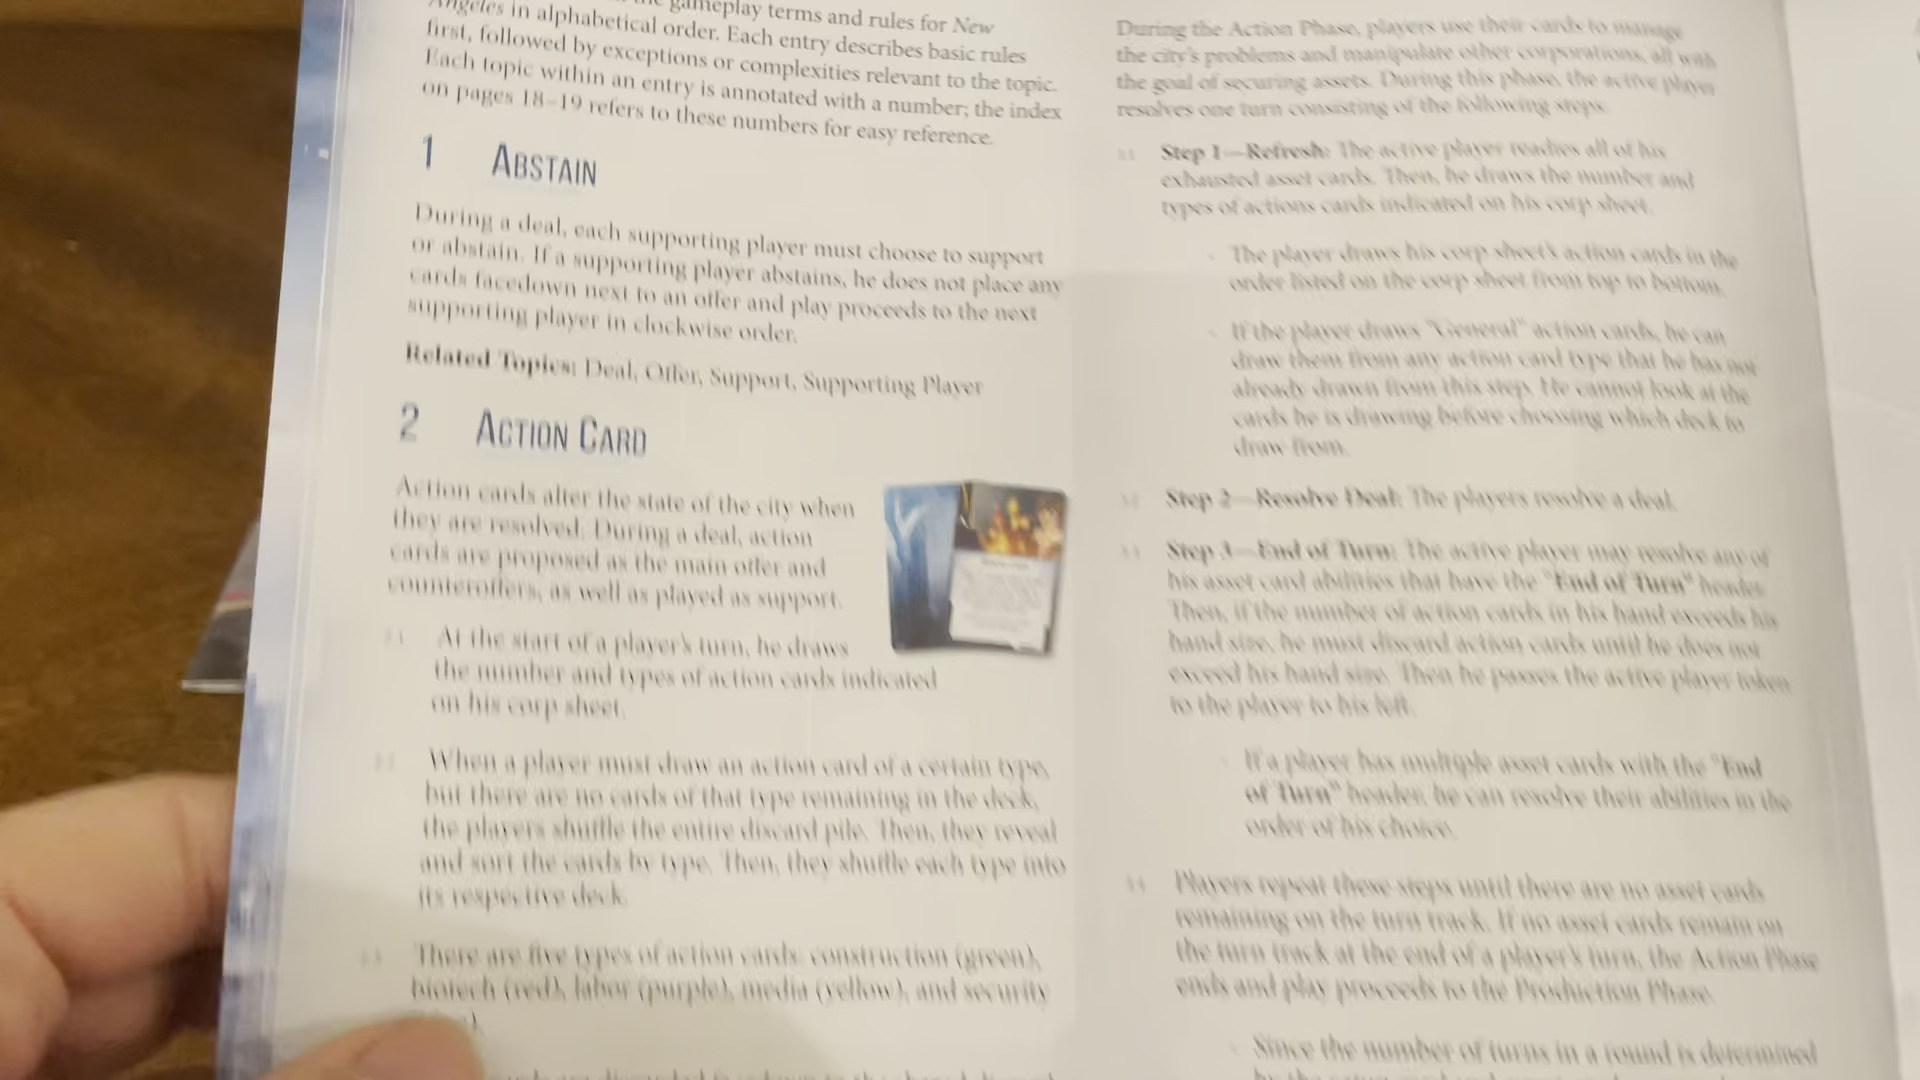 gameplay terms and rules for New
Angeles in alphabetical order. Each entry describes basic rules
first, followed by exceptions or complexities relevant to the topic.
Each topic within an entry is annotated with a number; the index
on pages 18–19 refers to these numbers for easy reference.
1 ABSTAIN
During a deal, each supporting player must choose to support
or abstain. If a supporting player abstains, he does not place any
cards facedown next to an offer and play proceeds to the next
supporting player in clockwise order.
Related Topics: Deal, Offer, Support, Supporting Player
2 ACTION CARD
Action cards alter the state of the city when
they are resolved. During a deal, action
cards are proposed as the main offer and
counteroffers, as well as played as support.
At the start of a player's turn, he draws
the number and types of action cards indicated
on his corp sheet.
When a player must draw an action card of a certain type,
but there are no cards of that type remaining in the deck,
the players shuffle the entire discard pile. Then, they reveal
and sort the cards by type. Then, they shuffle each type into
its respective deck.
There are five types of action cards: construction (green),
biotech (red), labor (purple), media (yellow), and security
During the Action Phase, players use their cards to manage
the city's problems and manipulate other corporations, all with
the goal of securing assets. During this phase, the active player
resolves one turn consisting of the following steps.
Step 1—Refresh: The active player readies all of his
exhausted asset cards. Then, he draws the number and
types of actions cards indicated on his corp sheet.
The player draws his corp sheet's action cards in the
order listed on the corp sheet from top to bottom.
If the player draws "General" action cards, he can
draw them from any action card type that he has not
already drawn from this step. He cannot look at the
cards he is drawing before choosing which deck to
draw from.
Step 2—Resolve Deal: The players resolve a deal.
Step 3—End of Turn: The active player may resolve any of
his asset card abilities that have the "End of Turn" header.
Then, if the number of action cards in his hand exceeds his
hand size, he must discard action cards until he does not
exceed his hand size. Then he passes the active player token
to the player to his left.
If a player has multiple asset cards with the "End
of Turn" header, he can resolve their abilities in the
order of his choice.
Players repeat these steps until there are no asset cards
remaining on the turn track. If no asset cards remain on
the turn track at the end of a player's turn, the Action Phase
ends and play proceeds to the Production Phase.
Since the number of turns in a round is determined